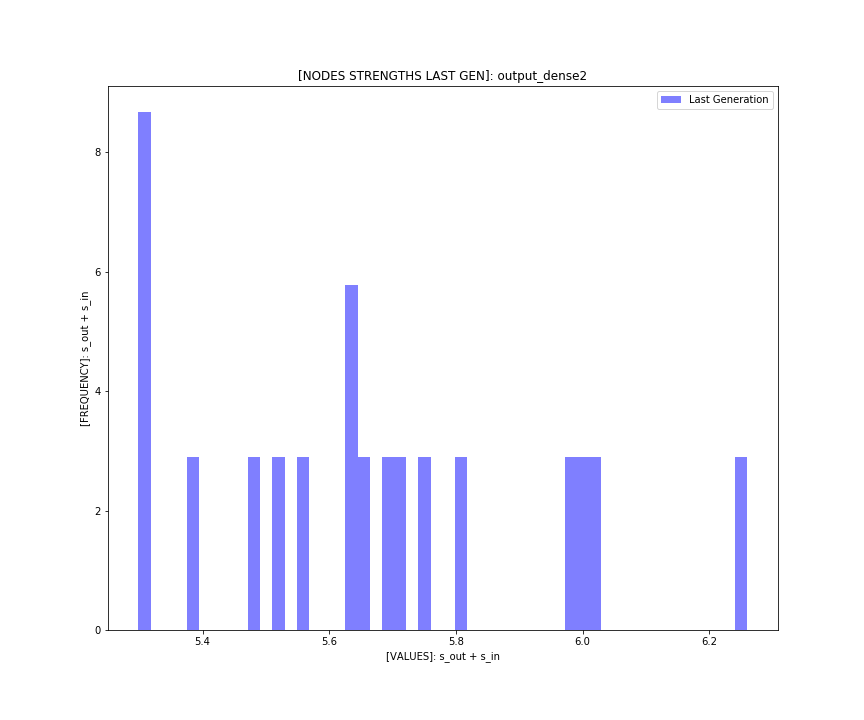 [NODES STRENGTHS LAST GEN]: output_dense2
Last Generation
8
6
4
2
0
[FREQUENCY]: s_out + s_in
5.4 5.6 5.8 6.0 6.2
[VALUES]: s_out + s_in